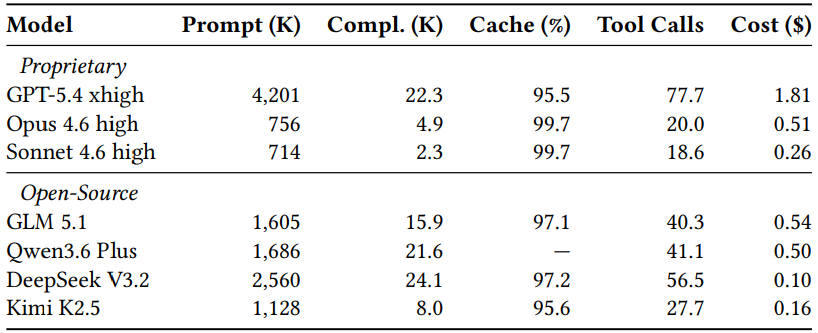 Model Prompt (K) Compl. (K) Cache (%) Tool Calls Cost ($)
Proprietary
GPT-5.4 xhigh 4,201 22.3 95.5 77.7 1.81
Opus 4.6 high 756 4.9 99.7 20.0 0.51
Sonnet 4.6 high 714 2.3 99.7 18.6 0.26
Open-Source
GLM 5.1 1,605 15.9 97.1 40.3 0.54
Qwen3.6 Plus 1,686 21.6 — 41.1 0.50
DeepSeek V3.2 2,560 24.1 97.2 56.5 0.10
Kimi K2.5 1,128 8.0 95.6 27.7 0.16